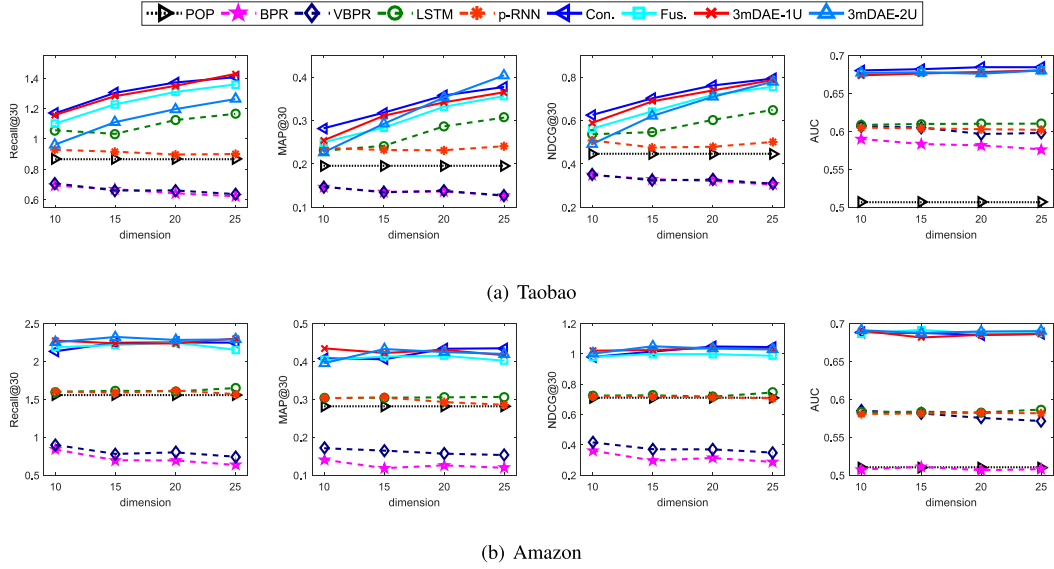 POP BPR VBPR LSTM p-RNN Con. Fus. 3mDAE-1U 3mDAE-2U
Recall@30
1.4
1.2
1
0.8
0.6
10 15 20 25
dimension
MAP@30
0.4
0.3
0.2
0.1
10 15 20 25
dimension
NDCG@30
0.8
0.6
0.4
0.2
10 15 20 25
dimension
AUC
0.7
0.65
0.6
0.55
0.5
10 15 20 25
dimension
(a) Taobao
Recall@30
2.5
2
1.5
1
0.5
10 15 20 25
dimension
MAP@30
0.5
0.4
0.3
0.2
0.1
10 15 20 25
dimension
NDCG@30
1.2
1
0.8
0.6
0.4
0.2
10 15 20 25
dimension
AUC
0.7
0.65
0.6
0.55
0.5
10 15 20 25
dimension
(b) Amazon